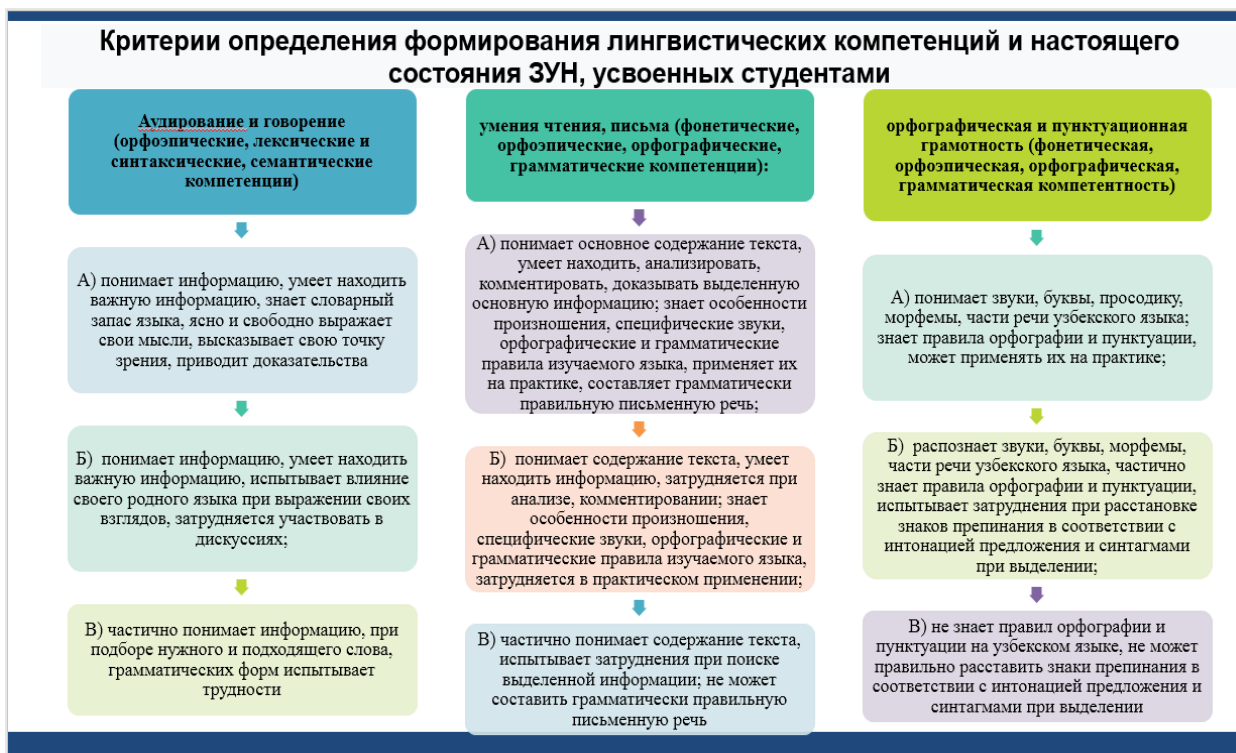 Критерии определения формирования лингвистических компетенций и настоящего
состояния ЗУН, усвоенных студентами
Аудирование и говорение
(орфоэпические, лексические и
синтаксические, семантические
компетенции)
А) понимает информацию, умеет находить
важную информацию, знает словарный
запас языка, ясно и свободно выражает
свои мысли, высказывает свою точку
зрения, приводит доказательства
Б) понимает информацию, умеет находить
важную информацию, испытывает влияние
своего родного языка при выражении своих
взглядов, затрудняется участвовать в
дискуссиях;
В) частично понимает информацию, при
подборе нужного и подходящего слова,
грамматических форм испытывает
трудности
умения чтения, письма (фонетические,
орфоэпические, орфографические,
грамматические компетенции):
А) понимает основное содержание текста,
умеет находить, анализировать,
комментировать, доказывать выделенную
основную информацию; знает особенности
произношения, специфические звуки,
орфографические и грамматические
правила изучаемого языка, применяет их
на практике, составляет грамматически
правильную письменную речь;
Б) понимает содержание текста, умеет
находить информацию, затрудняется при
анализе, комментировании; знает
особенности произношения,
специфические звуки, орфографические и
грамматические правила изучаемого языка,
затрудняется в практическом применении;
В) частично понимает содержание текста,
испытывает затруднения при поиске
выделенной информации; не может
составить грамматически правильную
письменную речь
орфографическая и пунктуационная
грамотность (фонетическая,
орфоэпическая, орфографическая,
грамматическая компетентность)
А) понимает звуки, буквы, просодику,
морфемы, части речи узбекского языка;
знает правила орфографии и пунктуации,
может применять их на практике;
Б) распознает звуки, буквы, морфемы,
части речи узбекского языка, частично
знает правила орфографии и пунктуации,
испытывает затруднения при расстановке
знаков препинания в соответствии с
интонацией предложения и синтагмами
при выделении;
В) не знает правил орфографии и
пунктуации на узбекском языке, не может
правильно расставить знаки препинания в
соответствии с интонацией предложения и
синтагмами при выделении